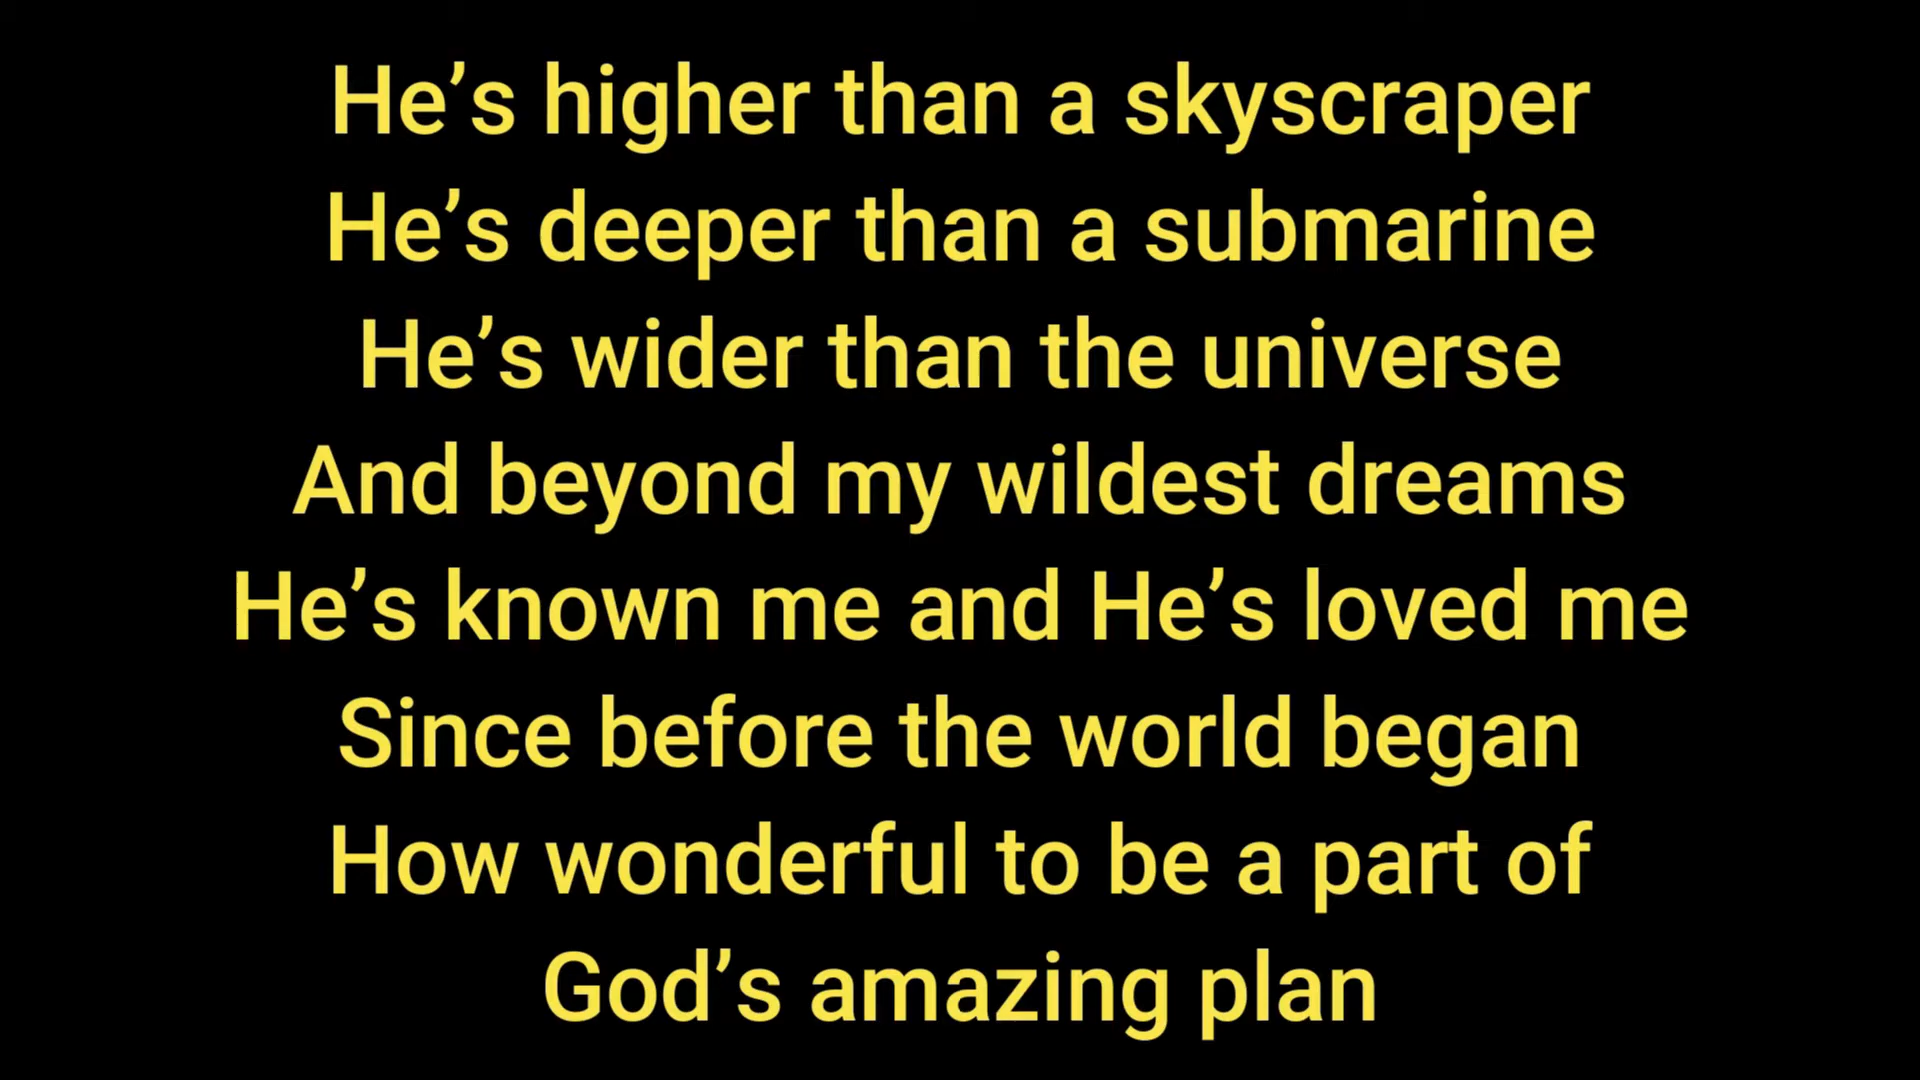 He’s higher than a skyscraper
He’s deeper than a submarine
He’s wider than the universe
And beyond my wildest dreams
He’s known me and He’s loved me
Since before the world began
How wonderful to be a part of
God’s amazing plan